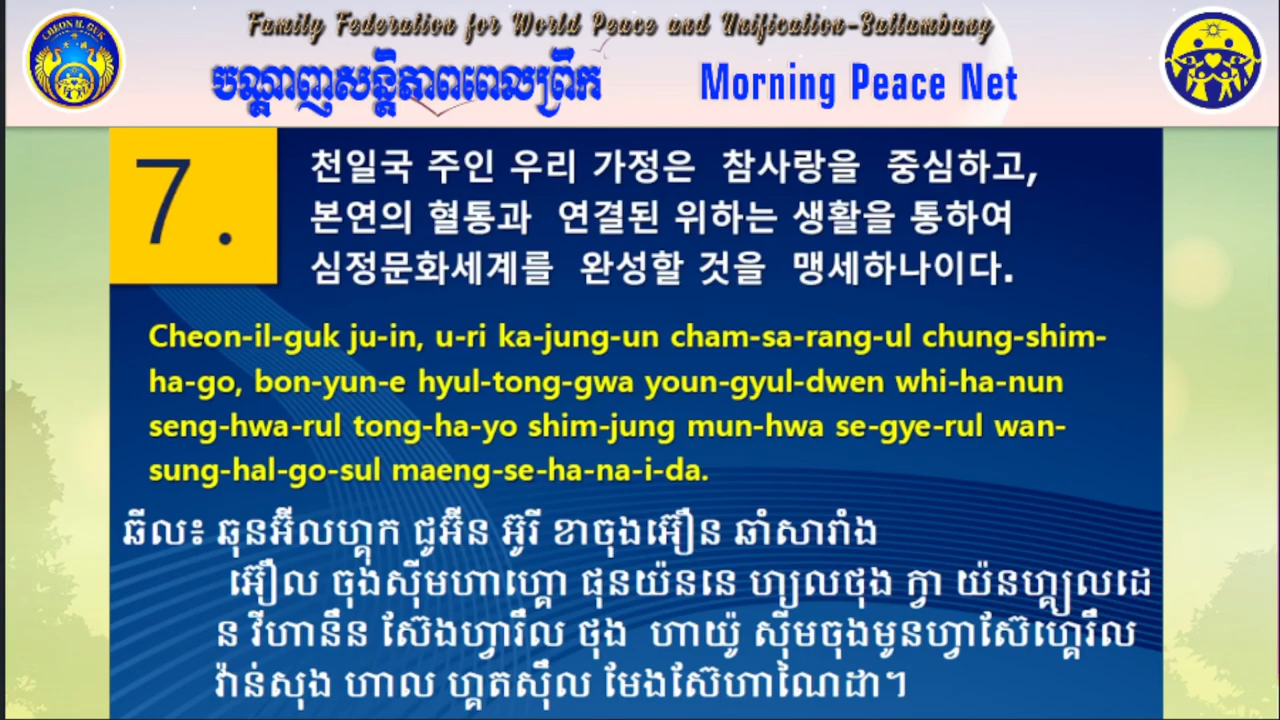 Family Federation for World Peace and Unification-Battambang
បណ្តាញសន្តិភាពពេលព្រឹក
Morning Peace Net
CHEON IL GUK
7.
천일국 주인 우리 가정은 참사랑을 중심하고,
본연의 혈통과 연결된 위하는 생활을 통하여
심정문화세계를 완성할 것을 맹세하나이다.
Cheon-il-guk ju-in, u-ri ka-jung-un cham-sa-rang-ul chung-shim-
ha-go, bon-yun-e hyul-tong-gwa youn-gyul-dwen whi-ha-nun
seng-hwa-rul tong-ha-yo shim-jung mun-hwa se-gye-rul wan-
sung-hal-go-sul maeng-se-ha-na-i-da.
ឆីល៖ ឆុនអ៊ីលហ្គុក ជូអ៊ីន អ៊ូរី ខាចុងអ៊ឿន ឆាំសារាំង
អ៊ឿល ចុងស៊ីមហាហ្គោ ផុនយ៉ននេ ហ្យលថុង ក្វា យ៉នហ្គ្យលដេ
ន វីហានឺន ស៊ែងហ្វារឹល ថុង ហាយ៉ូ ស៊ីមចុងមូនហ្វាស៊ែហ្គេរឹល
វ៉ាន់សុង ហាល ហ្គតស៊ឹល មែងស៊ែហាណៃដា។